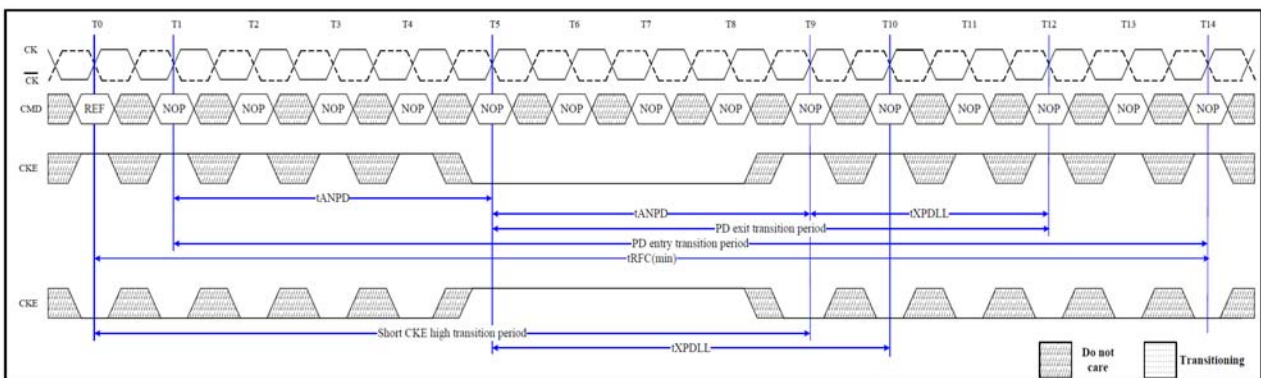 T0 T1 T2 T3 T4 T5 T6 T7 T8 T9 T10 T11 T12 T13 T14
CK
CK
CMD REF NOP NOP NOP NOP NOP NOP NOP NOP NOP NOP NOP NOP NOP NOP
CKE
tANPD
tANPD tXPDLL
PD exit transition period
PD entry transition period
tRFC(min)
CKE
Short CKE high transition period
tXPDLL
Do not care
Transitioning